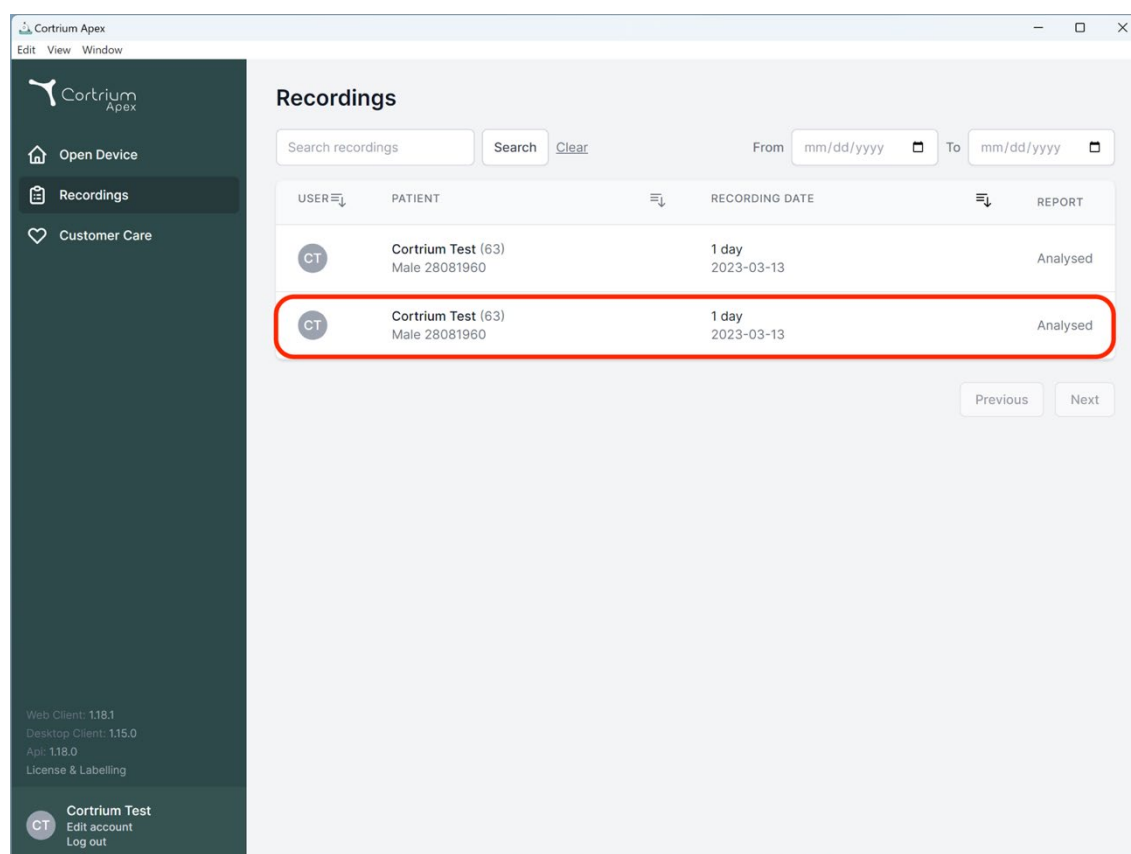 Cortrium Apex
Edit View Window
Cortrium
Apex
Open Device
Recordings
Customer Care
Web Client: 1.18.1
Desktop Client: 1.15.0
Api: 1.18.0
License & Labelling
CT
Cortrium Test
Edit account
Log out
Recordings
Search recordings Search Clear From mm/dd/yyyy To mm/dd/yyyy
USER PATIENT RECORDING DATE REPORT
CT Cortrium Test (63) 1 day Analysed
Male 28081960 2023-03-13
CT Cortrium Test (63) 1 day Analysed
Male 28081960 2023-03-13
Previous Next